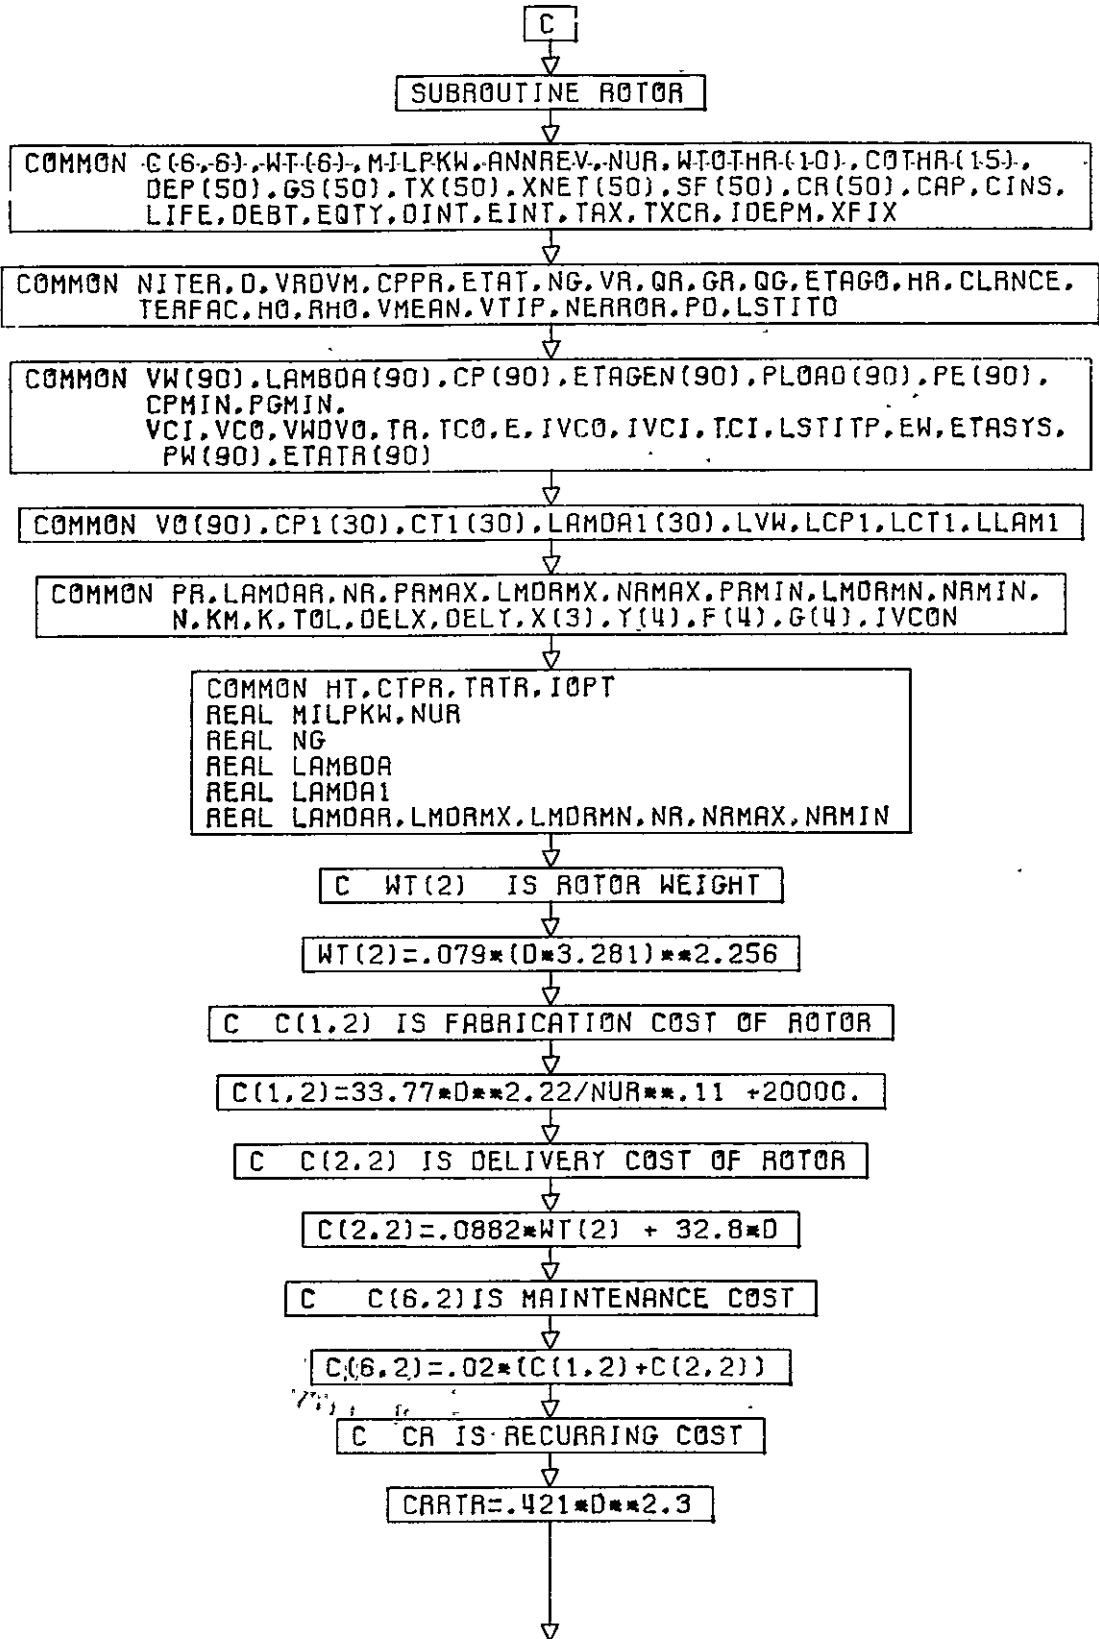 C
SUBROUTINE ROTOR
COMMON C(6,6),WT(6),MILPKW,ANNREV,NUR,WTOTHR(10),COTHR(15),
DEP(50),GS(50),TX(50),XNET(50),SF(50),CR(50),CAP,CINS,
LIFE,DEBT,EQTY,DINT,EINT,TAX,TXCR,IDEPM,XFIX
COMMON NITER,D,VRDVM,CPPR,ETAT,NG,VR,QR,GR,QG,ETAGO,HR,CLRNCE,
TERFAC,HO,RHO,VMEAN,VTIP,NERROR,PO,LSTITO
COMMON VW(90),LAMBDA(90),CP(90),ETAGEN(90),PLOAD(90),PE(90),
CPMIN,PGMIN,
VCI,VCO,VWDVO,TR,TCO,E,IVCO,IVCI,TCI,LSTITP,EW,ETASYS,
PW(90),ETATR(90)
COMMON VO(90),CP1(30),CT1(30),LAMDA1(30),LVW,LCP1,LCT1,LLAM1
COMMON PR,LAMDAR,NR,PRMAX,LMDRMX,NRMAX,PRMIN,LMDRMN,NRMIN,
N,KM,K,TOL,DELX,DELY,X(3),Y(4),F(4),G(4),IVCON
COMMON HT,CTPR,TRTR,IOPT
REAL MILPKW,NUR
REAL NG
REAL LAMBDA
REAL LAMDA1
REAL LAMDAR,LMDRMX,LMDRMN,NR,NRMAX,NRMIN
C WT(2) IS ROTOR WEIGHT
WT(2)=.079*(D*3.281)**2.256
C C(1,2) IS FABRICATION COST OF ROTOR
C(1,2)=33.77*D**2.22/NUR**.11 +20000.
C C(2,2) IS DELIVERY COST OF ROTOR
C(2,2)=.0882*WT(2) + 32.8*D
C C(6,2)IS MAINTENANCE COST
C(6,2)=.02*(C(1,2)+C(2,2))
C CR IS RECURRING COST
CRRTR=.421*D**2.3